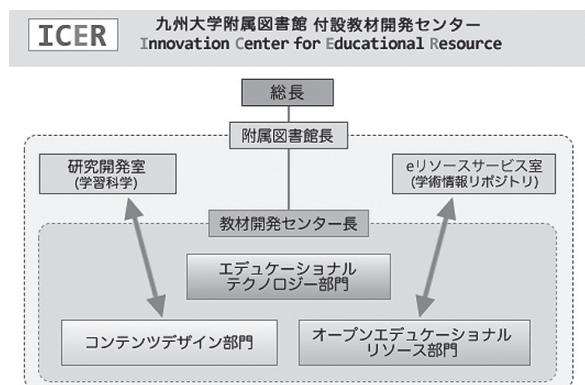 ICER
九州大学附属図書館 付設教材開発センター
Innovation Center for Educational Resource
総長
附属図書館長
研究開発室
(学習科学)
eリソースサービス室
(学術情報リポジトリ)
教材開発センター長
エデュケーショナル
テクノロジー部門
コンテンツデザイン部門
オープンエデュケーショナル
リソース部門